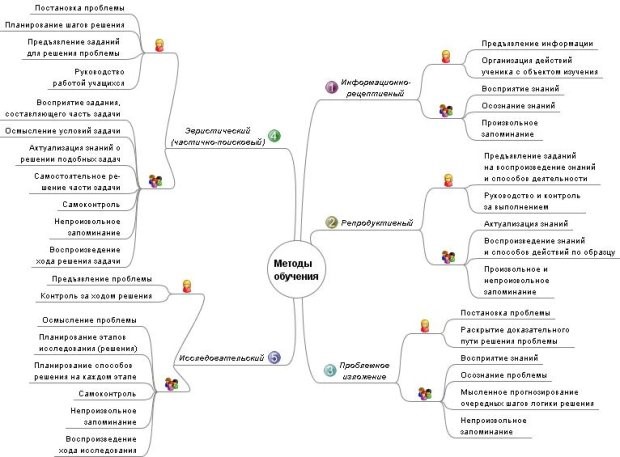 Методы
обучения
1
Информационно-
рецептивный
Предъявление информации
Организация действий
ученика с объектом изучения
Восприятие знаний
Осознание знаний
Произвольное
запоминание
2
Репродуктивный
Предъявление заданий
на воспроизведение знаний
и способов деятельности
Руководство и контроль
за выполнением
Актуализация знаний
Воспроизведение знаний
и способов действий по образцу
Произвольное и
непроизвольное
запоминание
3
Проблемное
изложение
Постановка проблемы
Раскрытие доказательного
пути решения проблемы
Восприятие знаний
Осознание проблемы
Мысленное прогнозирование
очередных шагов логики решения
Непроизвольное
запоминание
Эвристический
(частично-поисковый)
4
Постановка проблемы
Планирование шагов решения
Предъявление заданий
для решения проблемы
Руководство
работой учащихся
Восприятие задания,
составляющего часть задачи
Осмысление условий задачи
Актуализация знаний о
решении подобных задач
Самостоятельное ре-
шение части задачи
Самоконтроль
Непроизвольное
запоминание
Воспроизведение
хода решения задачи
Исследовательский
5
Предъявление проблемы
Контроль за ходом решения
Осмысление проблемы
Планирование этапов
исследования (решения)
Планирование способов
решения на каждом этапе
Самоконтроль
Непроизвольное
запоминание
Воспроизведение
хода исследования